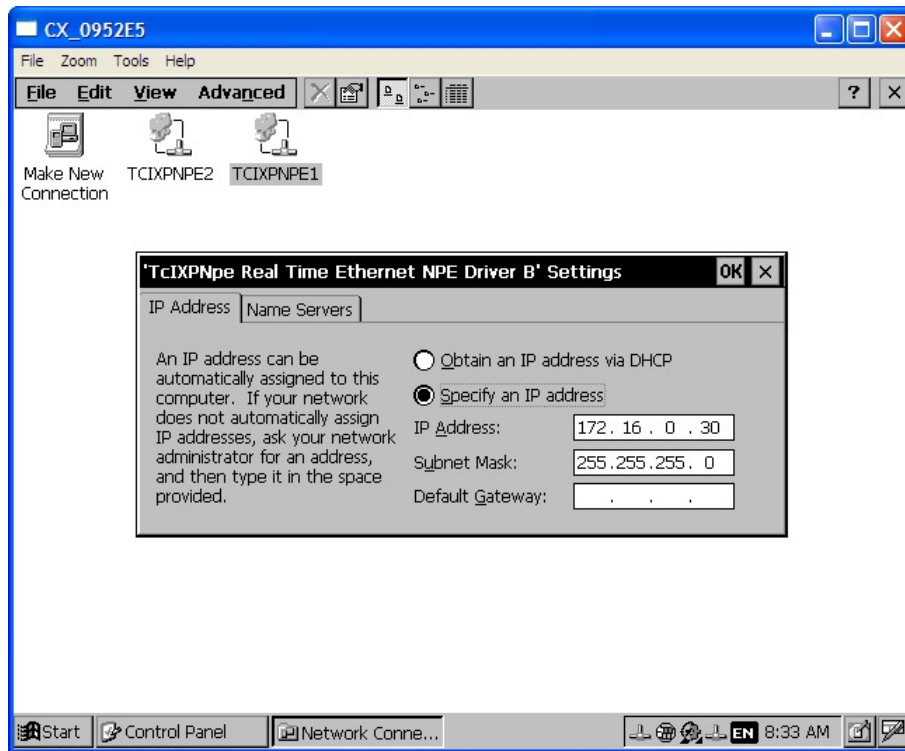 CX_0952E5
File Zoom Tools Help
File Edit View Advanced ?
Make New Connection
TCIXPNPE2
TCIXPNPE1
'TcIXPNpe Real Time Ethernet NPE Driver B' Settings OK
IP Address Name Servers
An IP address can be
automatically assigned to this
computer. If your network
does not automatically assign
IP addresses, ask your network
administrator for an address,
and then type it in the space
provided.
Obtain an IP address via DHCP
Specify an IP address
IP Address: 172. 16 . 0 . 30
Subnet Mask: 255.255.255. 0
Default Gateway: . . .
Start Control Panel Network Conne... EN 8:33 AM